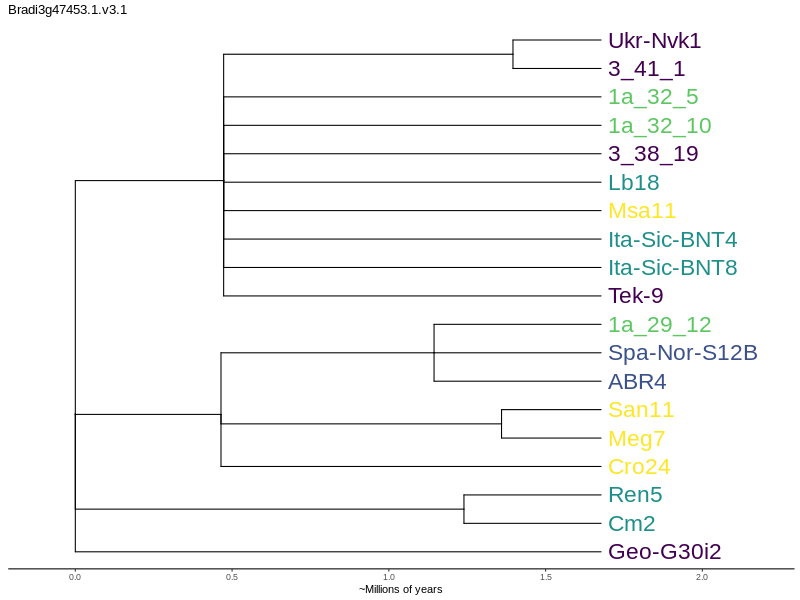 Bradi3g47453.1.v3.1
Ukr-Nvk1
3_41_1
1a_32_5
1a_32_10
3_38_19
Lb18
Msa11
Ita-Sic-BNT4
Ita-Sic-BNT8
Tek-9
1a_29_12
Spa-Nor-S12B
ABR4
San11
Meg7
Cro24
Ren5
Cm2
Geo-G30i2
0.0 0.5 1.0 1.5 2.0
~Millions of years